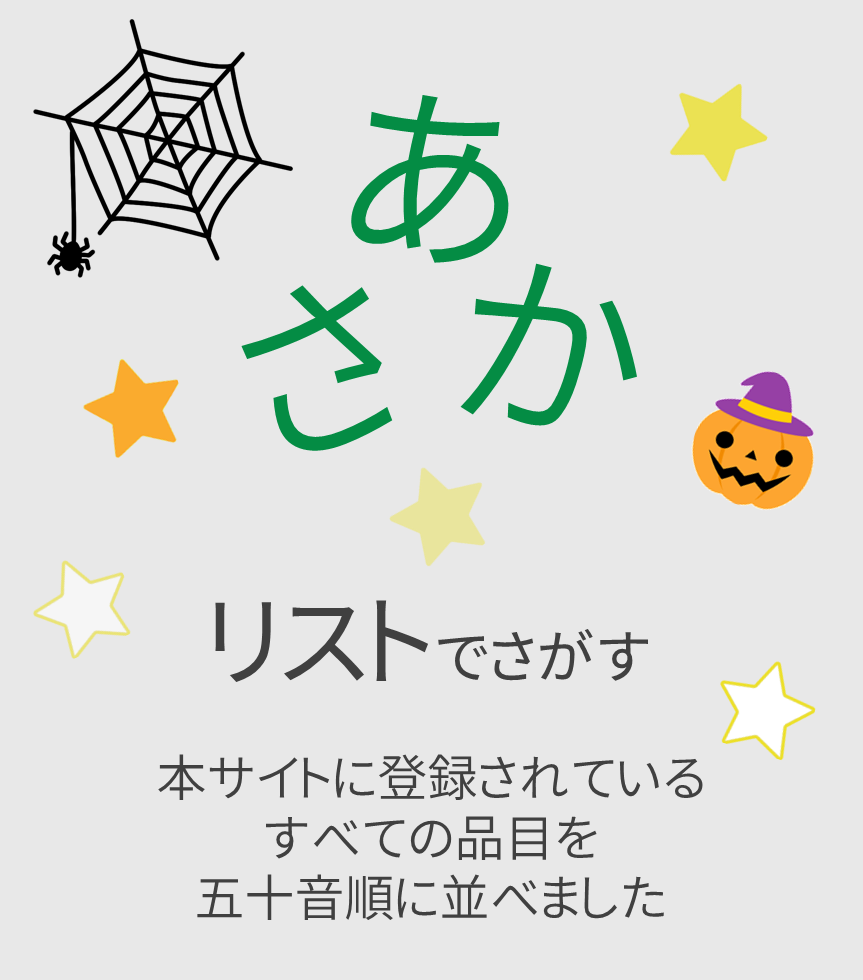 あ
か
さ
リストでさがす
本サイトに登録されている
すべての品目を
五十音順に並べました